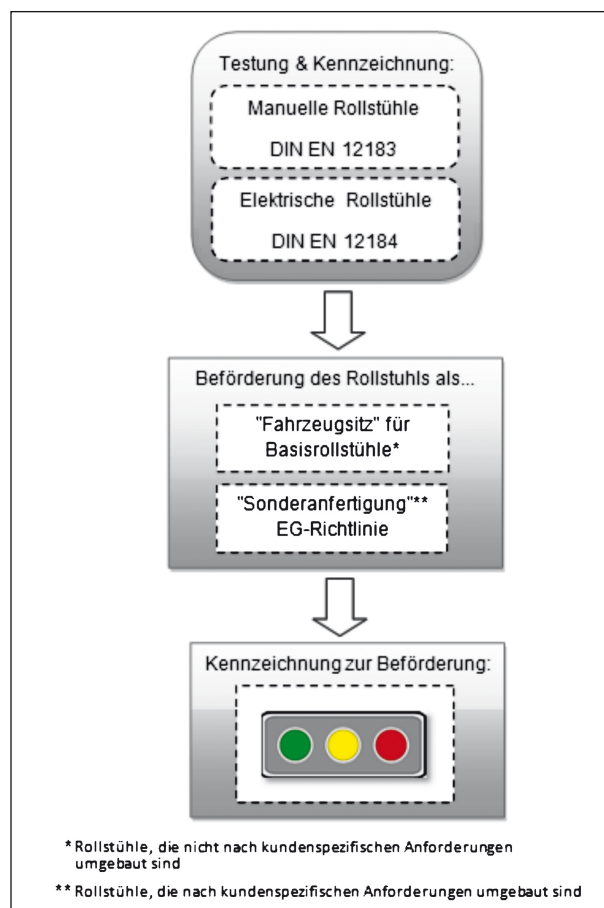 Testung & Kennzeichnung:
Manuelle Rollstühle
DIN EN 12183
Elektrische Rollstühle
DIN EN 12184
Beförderung des Rollstuhls als...
"Fahrzeugsitz" für
Basisrollstühle*
"Sonderanfertigung"**
EG-Richtlinie
Kennzeichnung zur Beförderung:
* Rollstühle, die nicht nach kundenspezifischen Anforderungen
umgebaut sind
** Rollstühle, die nach kundenspezifischen Anforderungen umgebaut sind